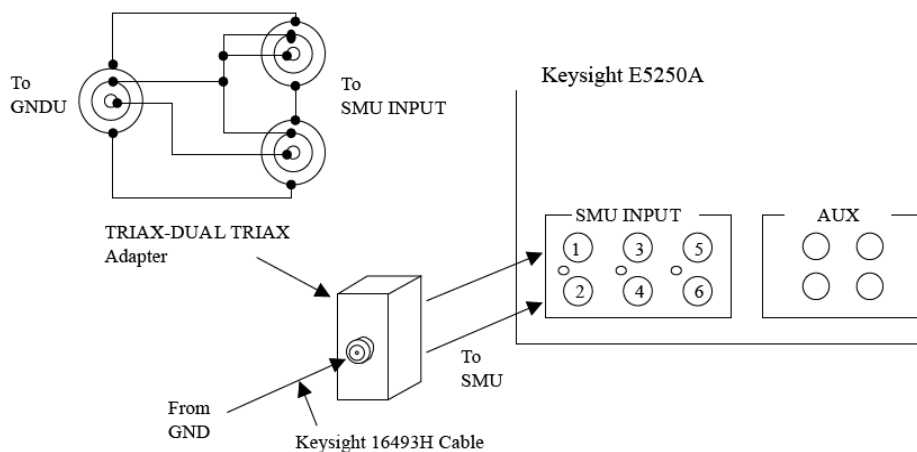 To
GNDU
To
SMU INPUT
Keysight E5250A
TRIAX-DUAL TRIAX
Adapter
SMU INPUT
AUX
1 3 5
2 4 6
To
SMU
From
GND
Keysight 16493H Cable